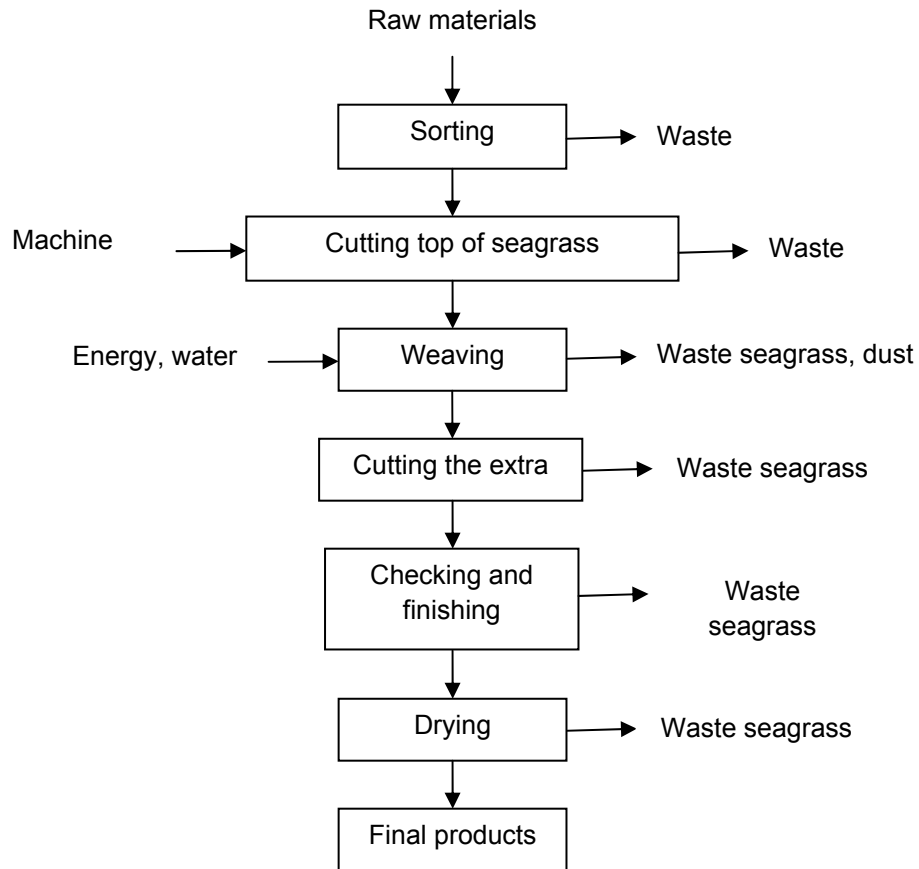 Raw materials
Sorting
Waste
Machine
Cutting top of seagrass
Waste
Energy, water
Weaving
Waste seagrass, dust
Cutting the extra
Waste seagrass
Checking and
finishing
Waste
seagrass
Drying
Waste seagrass
Final products